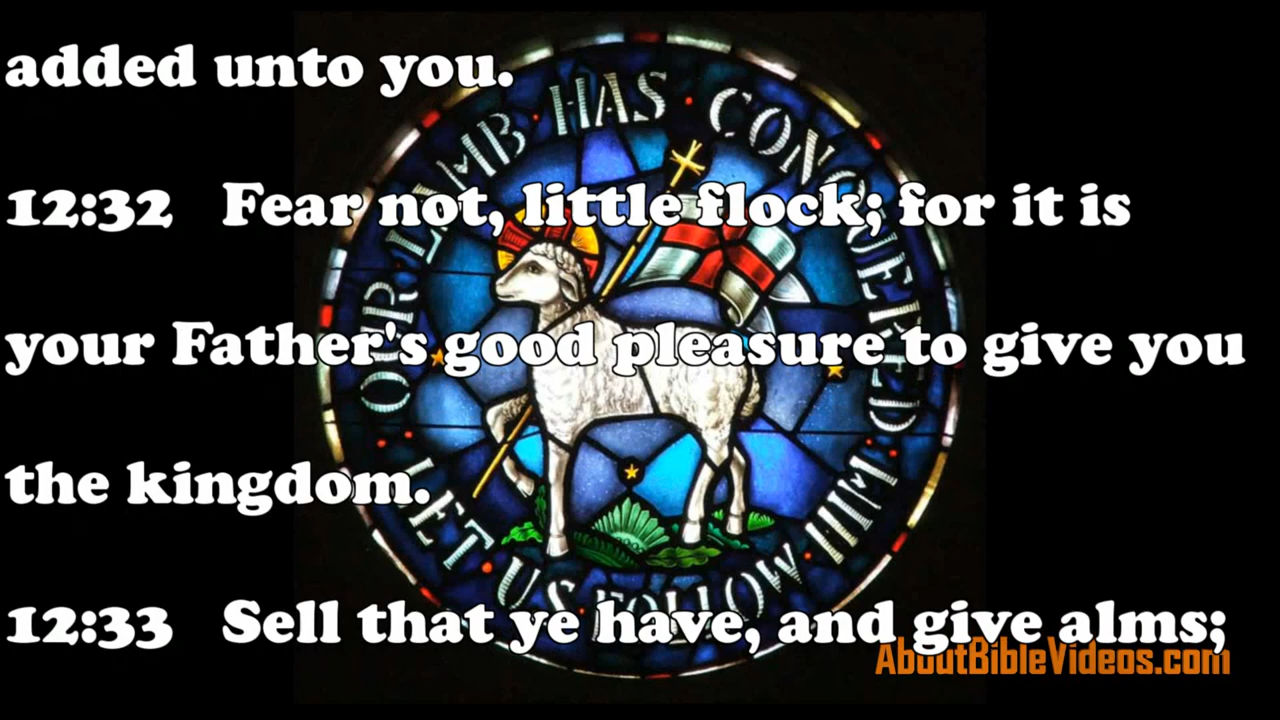 added unto you.
12:32 Fear not, little flock; for it is
your Father's good pleasure to give you
the kingdom.
12:33 Sell that ye have, and give alms;
AboutBibleVideos.com
OUR LAMB HAS CONQUERED
LET US FOLLOW HIM